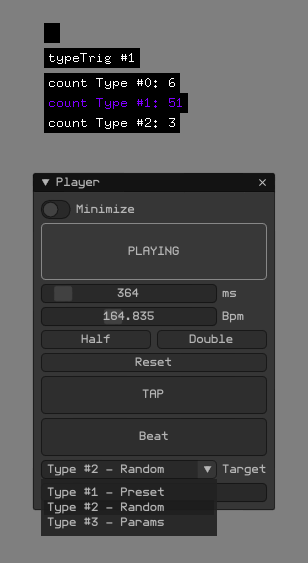 typeTrig #1
count Type #0: 6
count Type #1: 51
count Type #2: 3
Player
Minimize
PLAYING
364 ms
164.835 Bpm
Half Double
Reset
TAP
Beat
Type #2 - Random Target
Type #1 - Preset
Type #2 - Random
Type #3 - Params